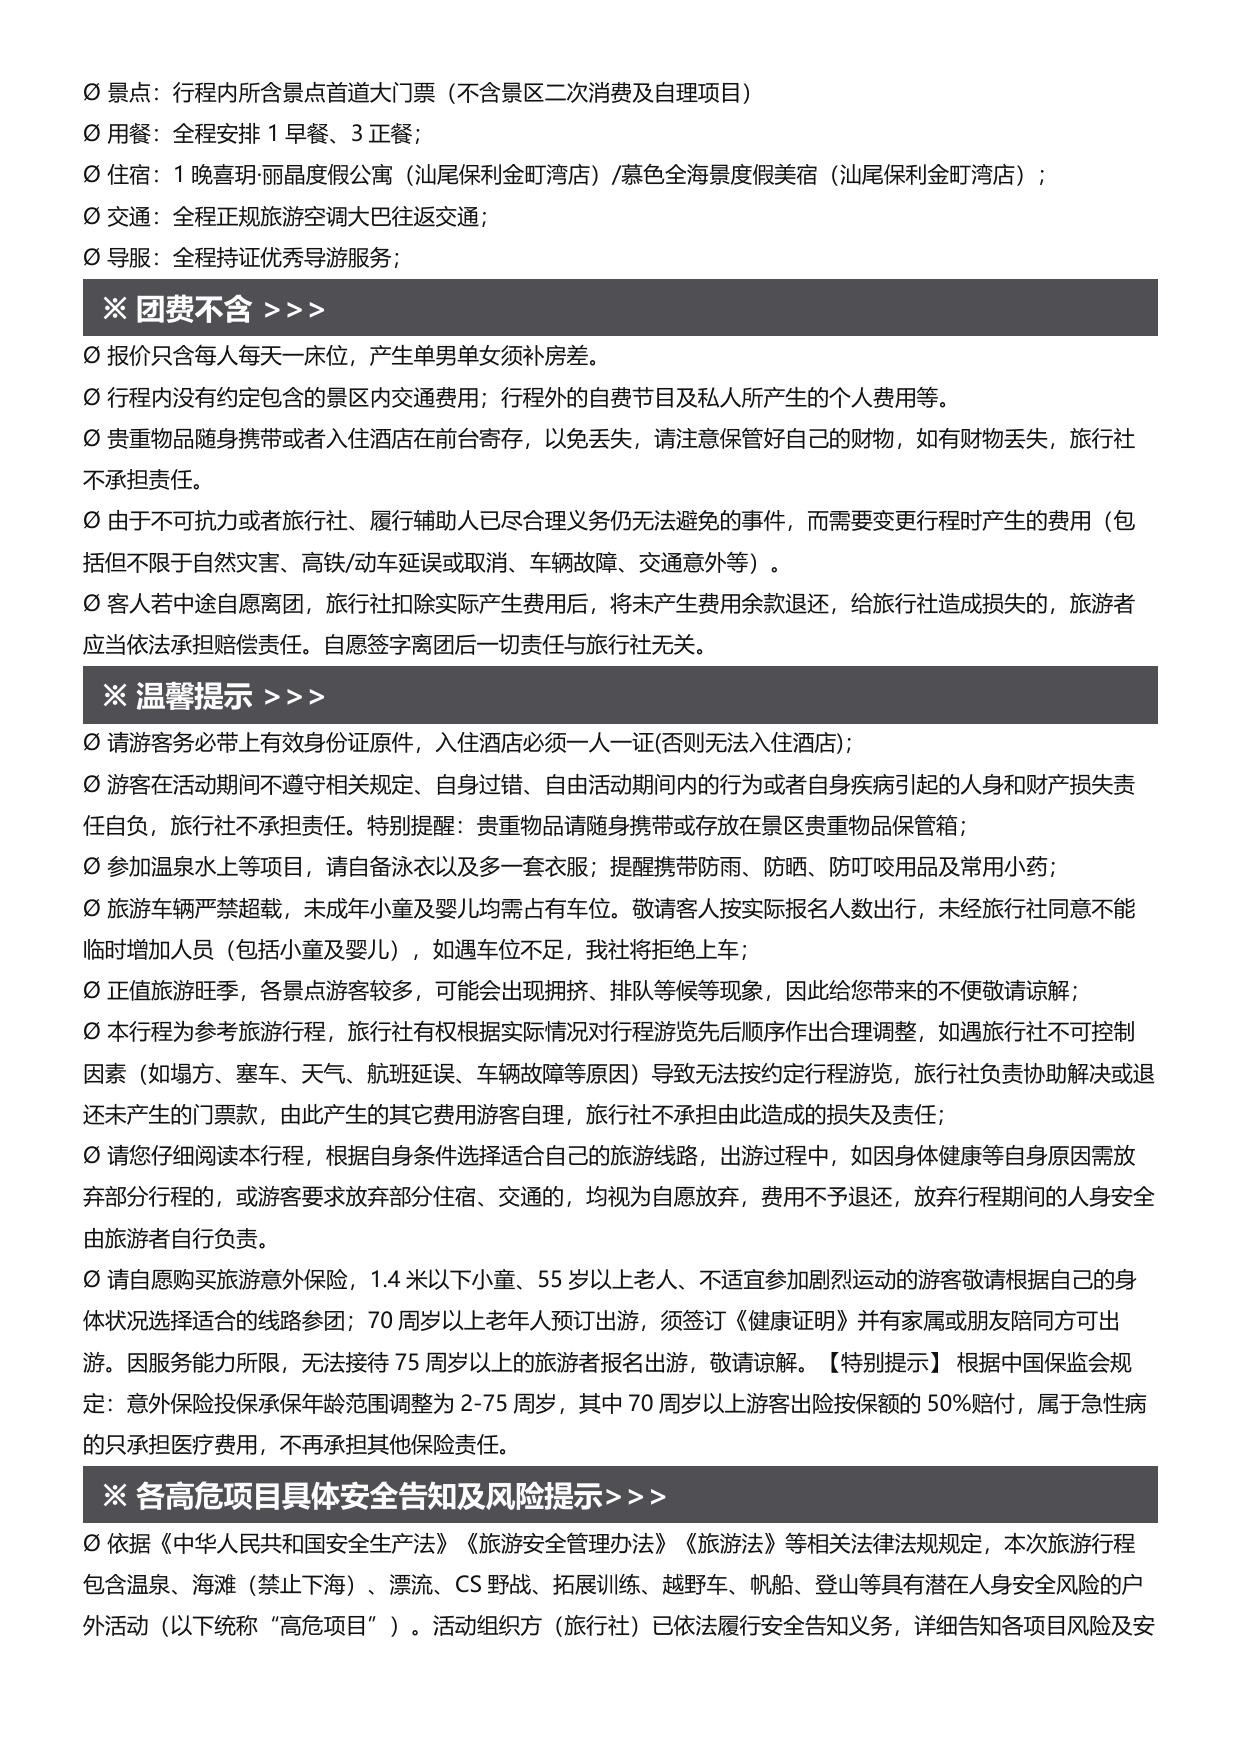 Ø 景点：行程内所含景点首道大门票（不含景区二次消费及自理项目）
Ø 用餐：全程安排 1 早餐、3 正餐；
Ø 住宿：1 晚喜玥·丽晶度假公寓（汕尾保利金町湾店）/慕色全海景度假美宿（汕尾保利金町湾店）；
Ø 交通：全程正规旅游空调大巴往返交通；
Ø 导服：全程持证优秀导游服务；
※ 团费不含 >>>
Ø 报价只含每人每天一床位，产生单男单女须补房差。
Ø 行程内没有约定包含的景区内交通费用；行程外的自费节目及私人所产生的个人费用等。
Ø 贵重物品随身携带或者入住酒店在前台寄存，以免丢失，请注意保管好自己的财物，如有财物丢失，旅行社
不承担责任。
Ø 由于不可抗力或者旅行社、履行辅助人已尽合理义务仍无法避免的事件，而需要变更行程时产生的费用（包
括但不限于自然灾害、高铁/动车延误或取消、车辆故障、交通意外等）。
Ø 客人若中途自愿离团，旅行社扣除实际产生费用后，将未产生费用余款退还，给旅行社造成损失的，旅游者
应当依法承担赔偿责任。自愿签字离团后一切责任与旅行社无关。
※ 温馨提示 >>>
Ø 请游客务必带上有效身份证原件，入住酒店必须一人一证(否则无法入住酒店)；
Ø 游客在活动期间不遵守相关规定、自身过错、自由活动期间内的行为或者自身疾病引起的人身和财产损失责
任自负，旅行社不承担责任。特别提醒：贵重物品请随身携带或存放在景区贵重物品保管箱；
Ø 参加温泉水上等项目，请自备泳衣以及多一套衣服；提醒携带防雨、防晒、防叮咬用品及常用小药；
Ø 旅游车辆严禁超载，未成年小童及婴儿均需占有车位。敬请客人按实际报名人数出行，未经旅行社同意不能
临时增加人员（包括小童及婴儿），如遇车位不足，我社将拒绝上车；
Ø 正值旅游旺季，各景点游客较多，可能会出现拥挤、排队等候等现象，因此给您带来的不便敬请谅解；
Ø 本行程为参考旅游行程，旅行社有权根据实际情况对行程游览先后顺序作出合理调整，如遇旅行社不可控制
因素（如塌方、塞车、天气、航班延误、车辆故障等原因）导致无法按约定行程游览，旅行社负责协助解决或退
还未产生的门票款，由此产生的其它费用游客自理，旅行社不承担由此造成的损失及责任；
Ø 请您仔细阅读本行程，根据自身条件选择适合自己的旅游线路，出游过程中，如因身体健康等自身原因需放
弃部分行程的，或游客要求放弃部分住宿、交通的，均视为自愿放弃，费用不予退还，放弃行程期间的人身安全
由旅游者自行负责。
Ø 请自愿购买旅游意外保险，1.4 米以下小童、55 岁以上老人、不适宜参加剧烈运动的游客敬请根据自己的身
体状况选择适合的线路参团；70 周岁以上老年人预订出游，须签订《健康证明》并有家属或朋友陪同方可出
游。因服务能力所限，无法接待 75 周岁以上的旅游者报名出游，敬请谅解。【特别提示】 根据中国保监会规
定：意外保险投保承保年龄范围调整为 2-75 周岁，其中 70 周岁以上游客出险按保额的 50%赔付，属于急性病
的只承担医疗费用，不再承担其他保险责任。
※ 各高危项目具体安全告知及风险提示>>>
Ø 依据《中华人民共和国安全生产法》《旅游安全管理办法》《旅游法》等相关法律法规规定，本次旅游行程
包含温泉、海滩（禁止下海）、漂流、CS 野战、拓展训练、越野车、帆船、登山等具有潜在人身安全风险的户
外活动（以下统称“高危项目”）。活动组织方（旅行社）已依法履行安全告知义务，详细告知各项目风险及安